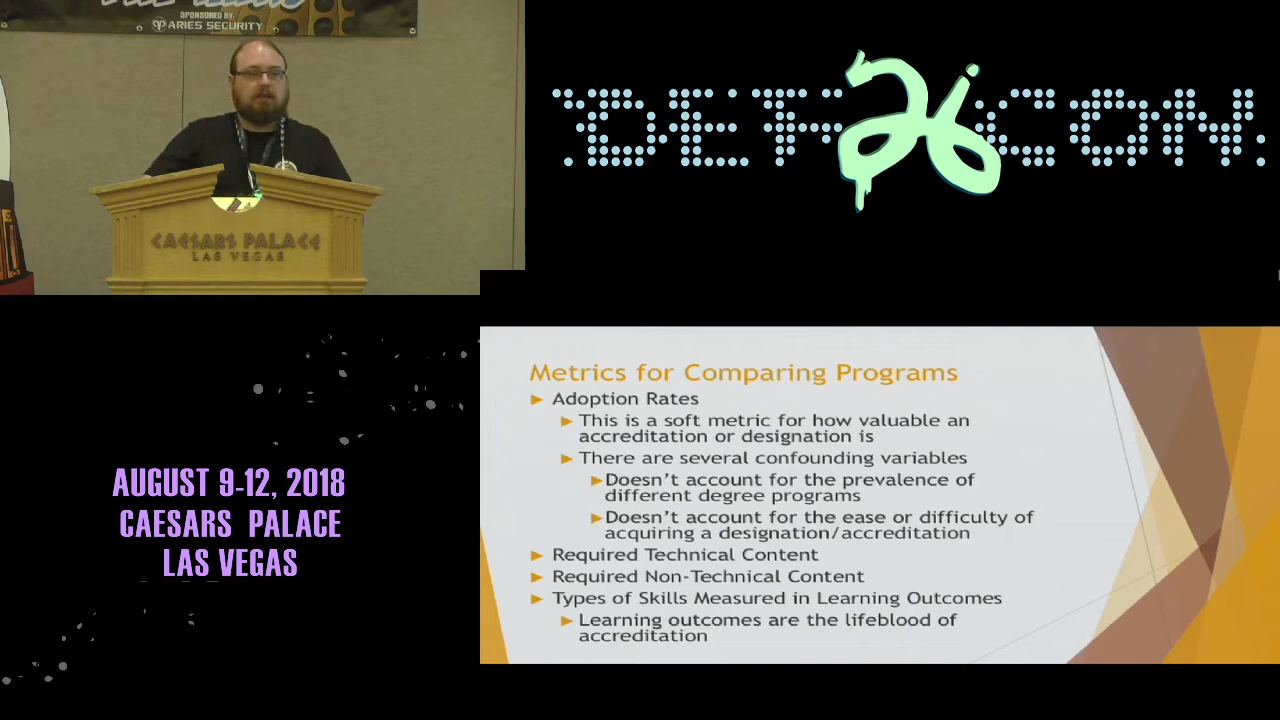 SPONSORED BY:
ARIES SECURITY
CAESARS PALACE
LAS VEGAS
DEF 26 CON
AUGUST 9-12, 2018
CAESARS PALACE
LAS VEGAS
Metrics for Comparing Programs
Adoption Rates
This is a soft metric for how valuable an
accreditation or designation is
There are several confounding variables
Doesn't account for the prevalence of
different degree programs
Doesn't account for the ease or difficulty of
acquiring a designation/accreditation
Required Technical Content
Required Non-Technical Content
Types of Skills Measured in Learning Outcomes
Learning outcomes are the lifeblood of
accreditation